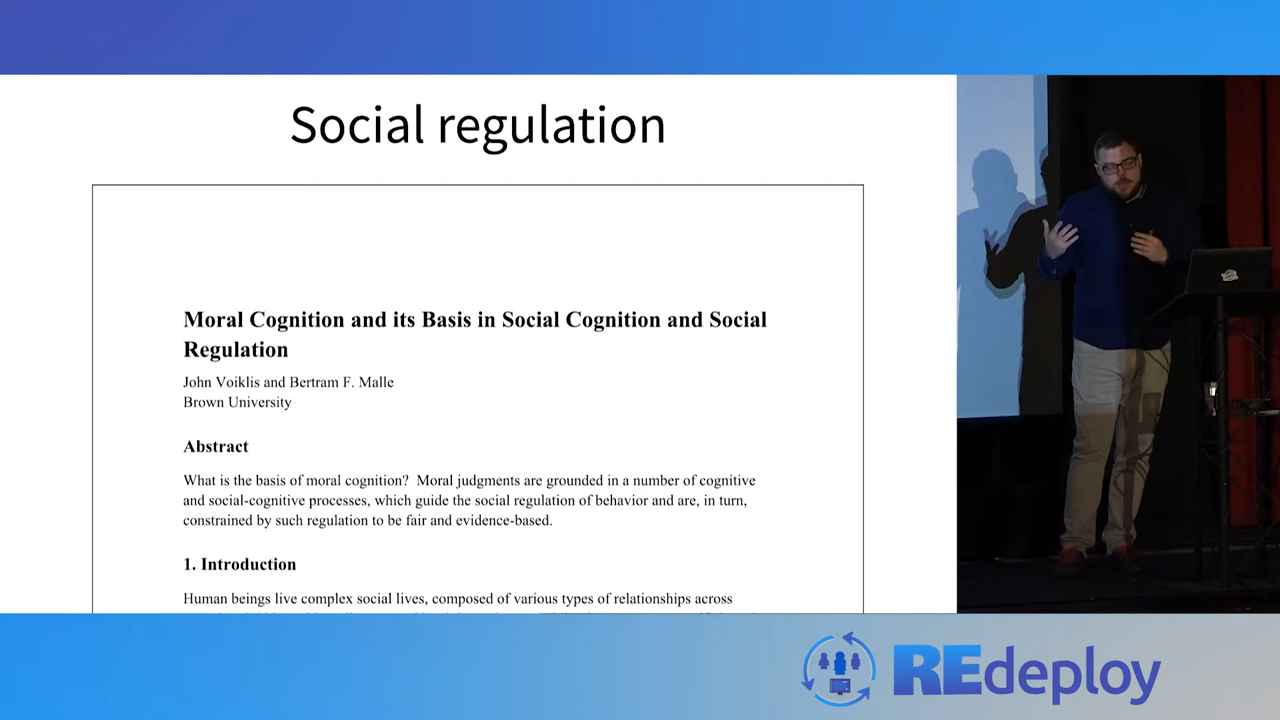 Social regulation
Moral Cognition and its Basis in Social Cognition and Social
Regulation
John Voiklis and Bertram F. Malle
Brown University
Abstract
What is the basis of moral cognition?  Moral judgments are grounded in a number of cognitive
and social-cognitive processes, which guide the social regulation of behavior and are, in turn,
constrained by such regulation to be fair and evidence-based.
1. Introduction
Human beings live complex social lives, composed of various types of relationships across
REdeploy